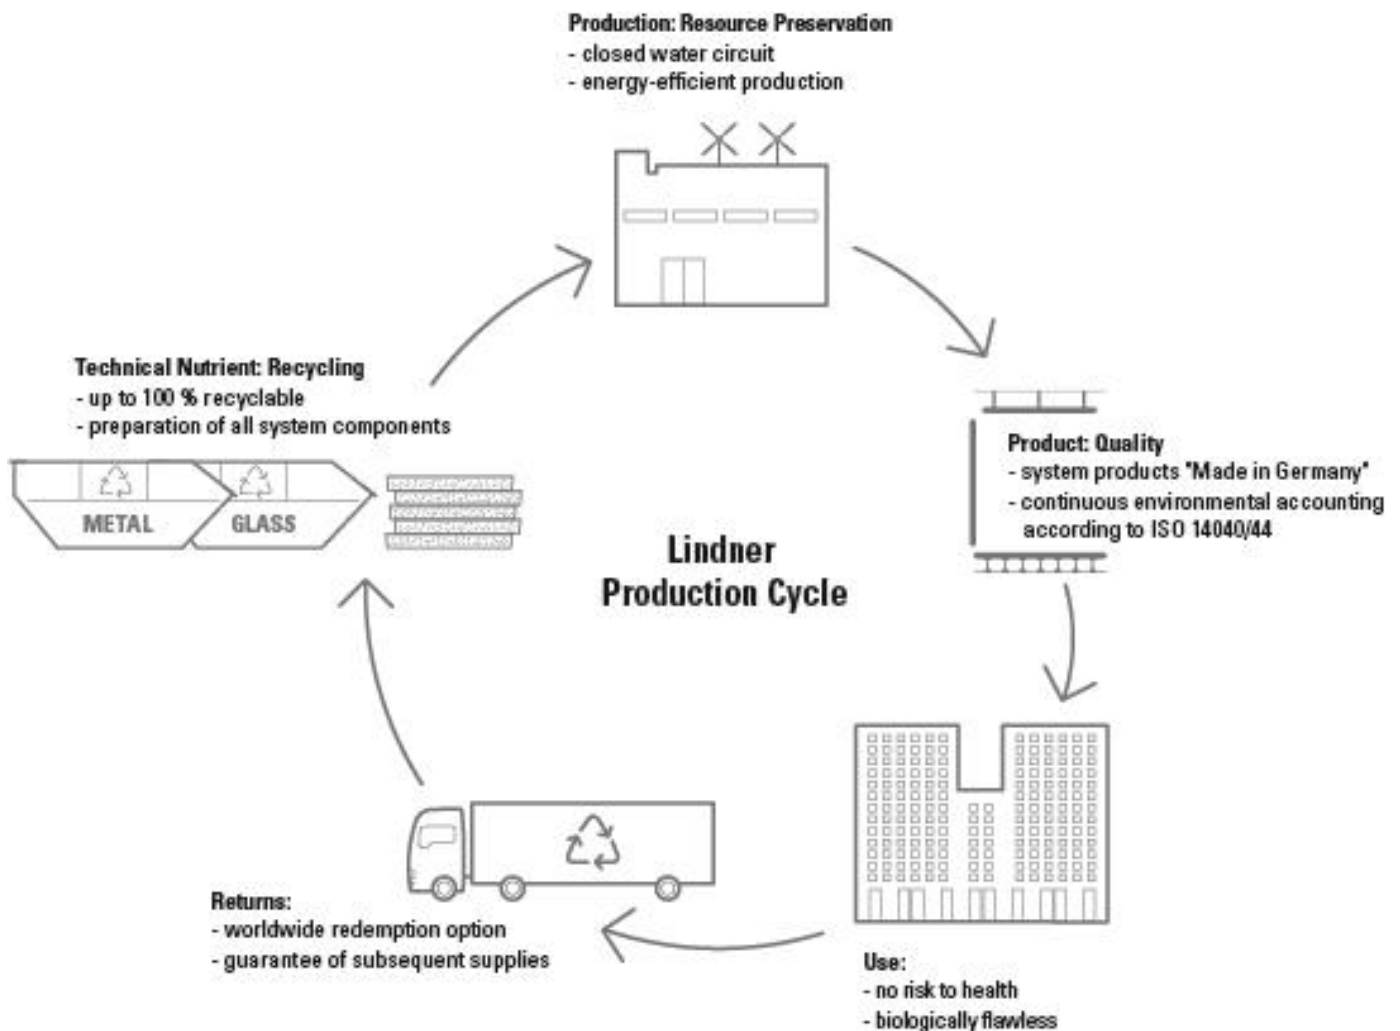 Production: Resource Preservation
- closed water circuit
- energy-efficient production
Technical Nutrient: Recycling
- up to 100 % recyclable
- preparation of all system components
METAL
GLASS
Product: Quality
- system products "Made in Germany"
- continuous environmental accounting
according to ISO 14040/44
Lindner
Production Cycle
Returns:
- worldwide redemption option
- guarantee of subsequent supplies
Use:
- no risk to health
- biologically flawless